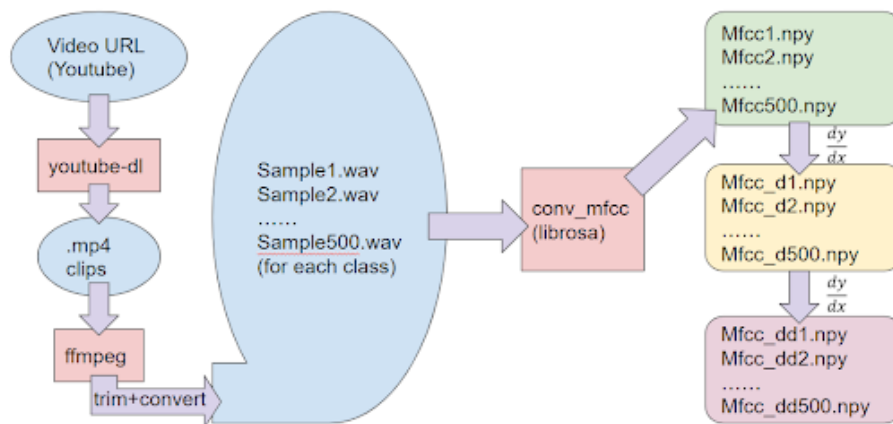 Video URL
(Youtube)
youtube-dl
.mp4
clips
ffmpeg
trim+convert
Sample1.wav
Sample2.wav
......
Sample500.wav
(for each class)
conv_mfcc
(librosa)
Mfcc1.npy
Mfcc2.npy
......
Mfcc500.npy
dy
dx
Mfcc_d1.npy
Mfcc_d2.npy
......
Mfcc_d500.npy
dy
dx
Mfcc_dd1.npy
Mfcc_dd2.npy
......
Mfcc_dd500.npy